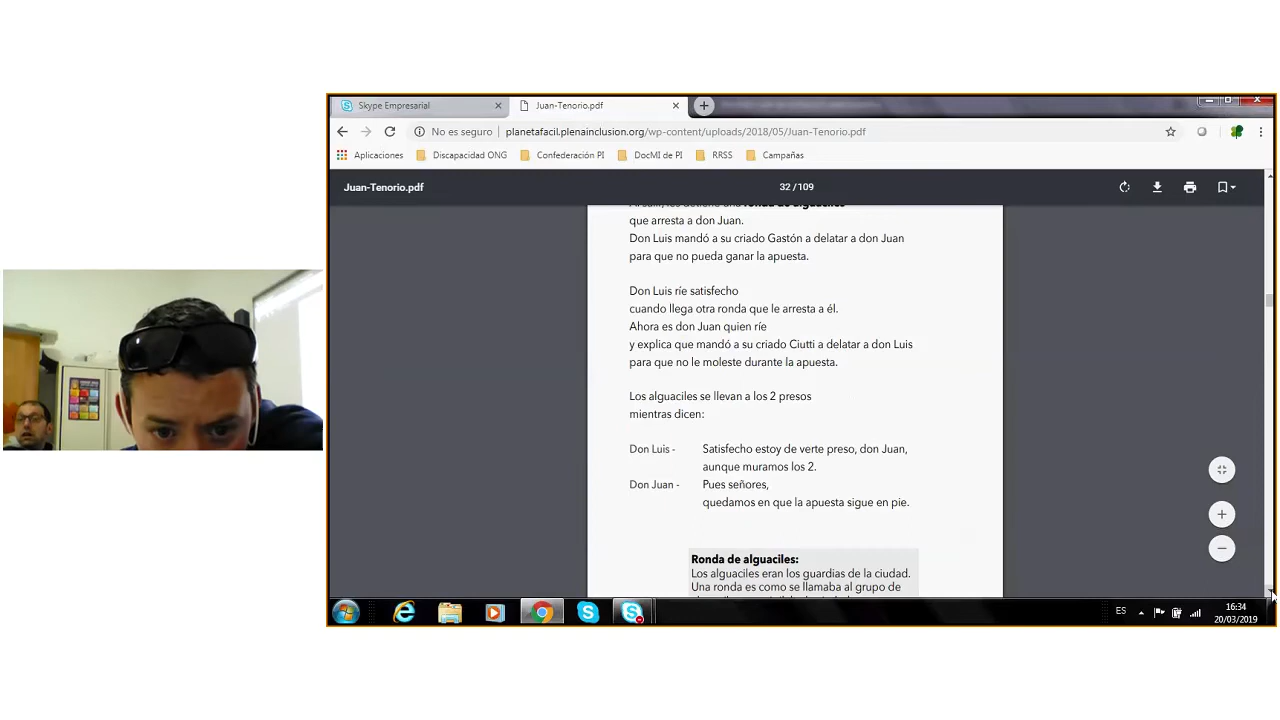 Skype Empresarial
Juan-Tenorio.pdf
No es seguro | planetafacil.plenainclusion.org/wp-content/uploads/2018/05/Juan-Tenorio.pdf
Aplicaciones Discapacidad ONG Confederación PI DocMI de PI RRSS Campañas
Juan-Tenorio.pdf 32 / 109
que arresta a don Juan.
Don Luis mandó a su criado Gastón a delatar a don Juan
para que no pueda ganar la apuesta.
Don Luis ríe satisfecho
cuando llega otra ronda que le arresta a él.
Ahora es don Juan quien ríe
y explica que mandó a su criado Ciutti a delatar a don Luis
para que no le moleste durante la apuesta.
Los alguaciles se llevan a los 2 presos
mientras dicen:
Don Luis - Satisfecho estoy de verte preso, don Juan,
aunque muramos los 2.
Don Juan - Pues señores,
quedamos en que la apuesta sigue en pie.
Ronda de alguaciles:
Los alguaciles eran los guardias de la ciudad.
Una ronda es como se llamaba al grupo de
ES 16:34
20/03/2019